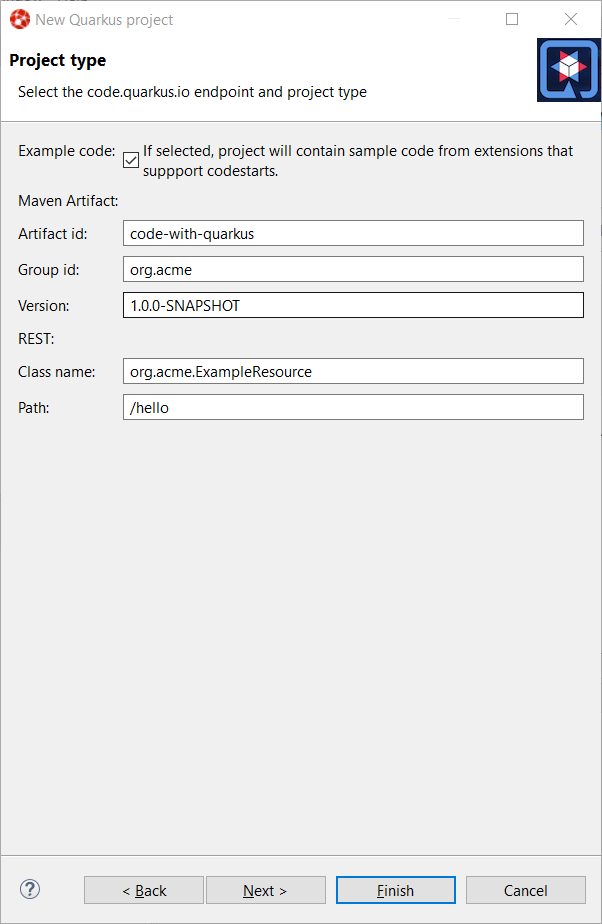 New Quarkus project
Project type
Select the code.quarkus.io endpoint and project type
Example code:
If selected, project will contain sample code from extensions that
suppport codestarts.
Maven Artifact:
Artifact id: code-with-quarkus
Group id: org.acme
Version: 1.0.0-SNAPSHOT
REST:
Class name: org.acme.ExampleResource
Path: /hello
? < Back Next > Finish Cancel